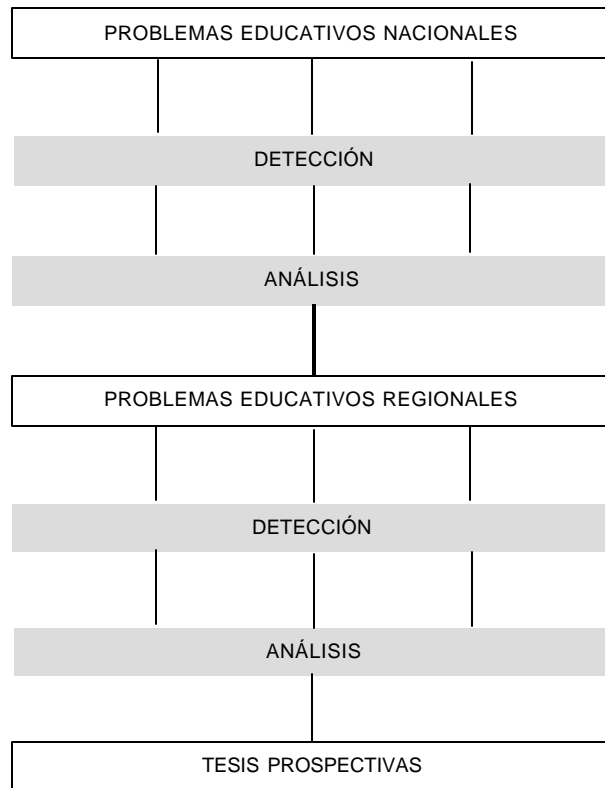 PROBLEMAS EDUCATIVOS NACIONALES
DETECCIÓN
ANÁLISIS
PROBLEMAS EDUCATIVOS REGIONALES
DETECCIÓN
ANÁLISIS
TESIS PROSPECTIVAS